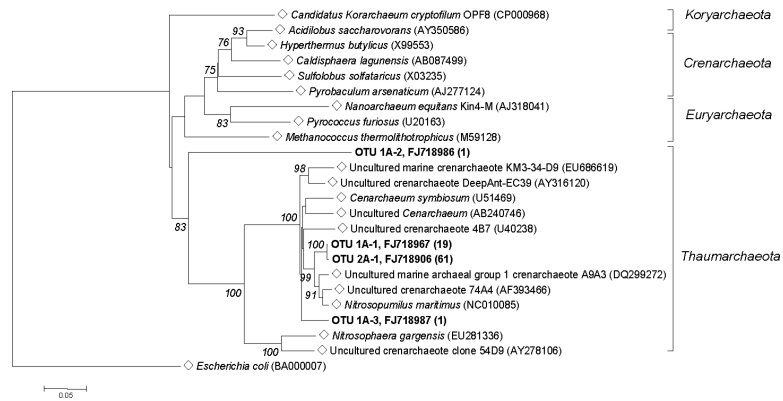 Candidatus Korarchaeum cryptofilum OPF8 (CP000968)
Koryarchaeota
93
Acidilobus saccharovorans (AY350586)
76
Hyperthermus butylicus (X99553)
Caldisphaera lagunensis (AB087499)
Crenarchaeota
75
Sulfolobus solfataricus (X03235)
Pyrobaculum arsenaticum (AJ277124)
Nanoarchaeum equitans Kin4-M (AJ318041)
Euryarchaeota
83
Pyrococcus furiosus (U20163)
Methanococcus thermolithotrophicus (M59128)
OTU 1A-2, FJ718986 (1)
98
Uncultured marine crenarchaeote KM3-34-D9 (EU686619)
Uncultured crenarchaeote DeepAnt-EC39 (AY316120)
Cenarchaeum symbiosum (U51469)
100
Uncultured Cenarchaeum (AB240746)
83
Uncultured crenarchaeote 4B7 (U40238)
100
OTU 1A-1, FJ718967 (19)
Thaumarchaeota
OTU 2A-1, FJ718906 (61)
99
Uncultured marine archaeal group 1 crenarchaeote A9A3 (DQ299272)
100
91
Uncultured crenarchaeote 74A4 (AF393466)
Nitrosopumilus maritimus (NC010085)
OTU 1A-3, FJ718987 (1)
Nitrosophaera gargensis (EU281336)
100
Uncultured crenarchaeote clone 54D9 (AY278106)
Escherichia coli (BA000007)
0.05